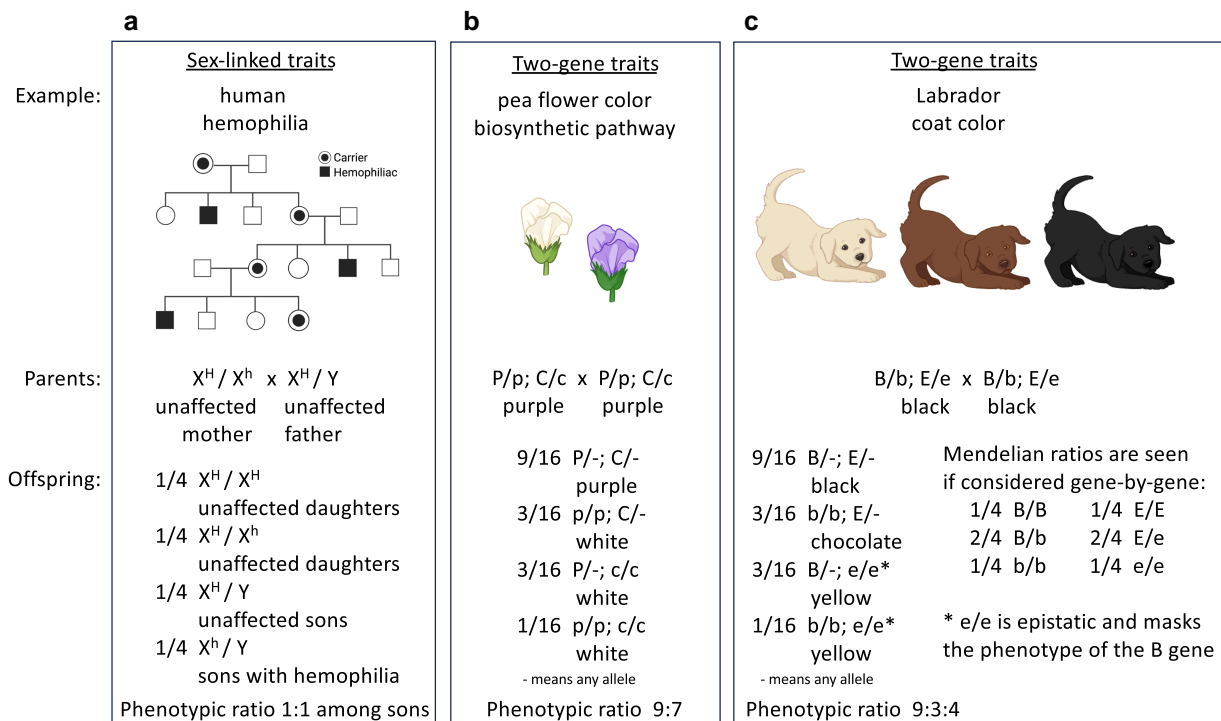 a
Sex-linked traits
Example:
human
hemophilia
Carrier
Hemophiliac
Parents:
X^H / X^h x X^H / Y
unaffected unaffected
mother father
Offspring:
1/4 X^H / X^H
unaffected daughters
1/4 X^H / X^h
unaffected daughters
1/4 X^H / Y
unaffected sons
1/4 X^h / Y
sons with hemophilia
Phenotypic ratio 1:1 among sons
b
Two-gene traits
pea flower color
biosynthetic pathway
P/p; C/c x P/p; C/c
purple purple
9/16 P/-; C/-
purple
3/16 p/p; C/-
white
3/16 P/-; c/c
white
1/16 p/p; c/c
white
- means any allele
Phenotypic ratio 9:7
c
Two-gene traits
Labrador
coat color
B/b; E/e x B/b; E/e
black black
9/16 B/-; E/-
black
3/16 b/b; E/-
chocolate
3/16 B/-; e/e*
yellow
1/16 b/b; e/e*
yellow
- means any allele
Phenotypic ratio 9:3:4
Mendelian ratios are seen
if considered gene-by-gene:
1/4 B/B 1/4 E/E
2/4 B/b 2/4 E/e
1/4 b/b 1/4 e/e
* e/e is epistatic and masks
the phenotype of the B gene